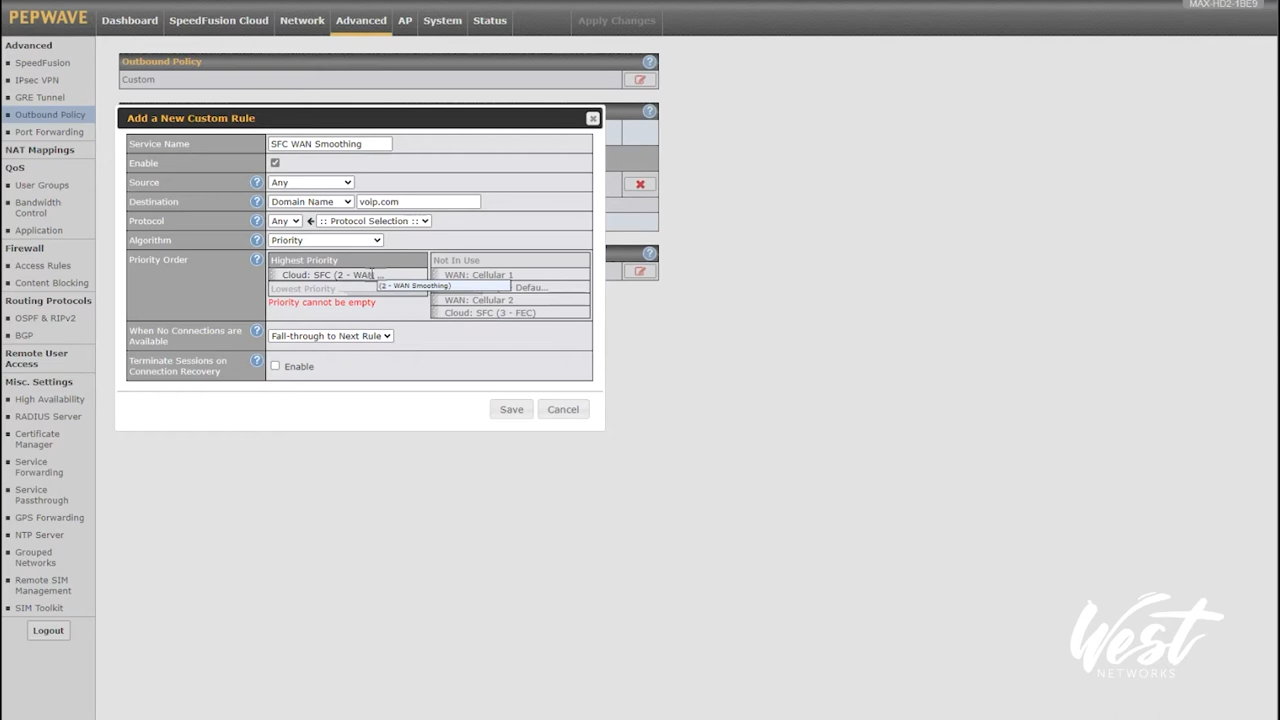 MAX-HD2-1BE9
PEPWAVE Dashboard SpeedFusion Cloud Network Advanced AP System Status Apply Changes
Advanced
SpeedFusion
IPsec VPN
GRE Tunnel
Outbound Policy
Port Forwarding
NAT Mappings
QoS
User Groups
Bandwidth
Control
Application
Firewall
Access Rules
Content Blocking
Routing Protocols
OSPF & RIPv2
BGP
Remote User
Access
Misc. Settings
High Availability
RADIUS Server
Certificate
Manager
Service
Forwarding
Service
Passthrough
GPS Forwarding
NTP Server
Grouped
Networks
Remote SIM
Management
SIM Toolkit
Logout
Outbound Policy
Custom
Add a New Custom Rule
Service Name SFC WAN Smoothing
Enable
Source Any
Destination Domain Name voip.com
Protocol Any :: Protocol Selection ::
Algorithm Priority
Priority Order
Highest Priority
Cloud: SFC (2 - WAN ...
(2 - WAN Smoothing)
Lowest Priority
Priority cannot be empty
Not In Use
WAN: Cellular 1
Defau...
WAN: Cellular 2
Cloud: SFC (3 - FEC)
When No Connections are
Available
Fall-through to Next Rule
Terminate Sessions on
Connection Recovery
Enable
Save Cancel
West
NETWORKS